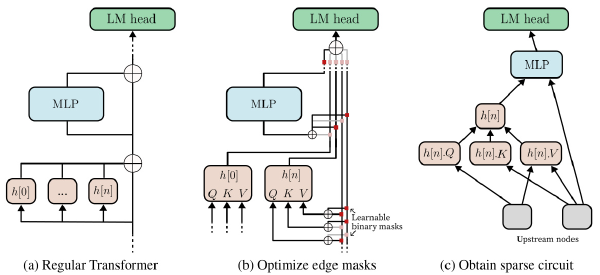 LM head
MLP
h[0]
...
h[n]
(a) Regular Transformer
LM head
MLP
h[0]
Q K V
h[n]
Q K V
Learnable
binary masks
(b) Optimize edge masks
LM head
MLP
h[n]
h[n].Q
h[n].K
h[n].V
Upstream nodes
(c) Obtain sparse circuit